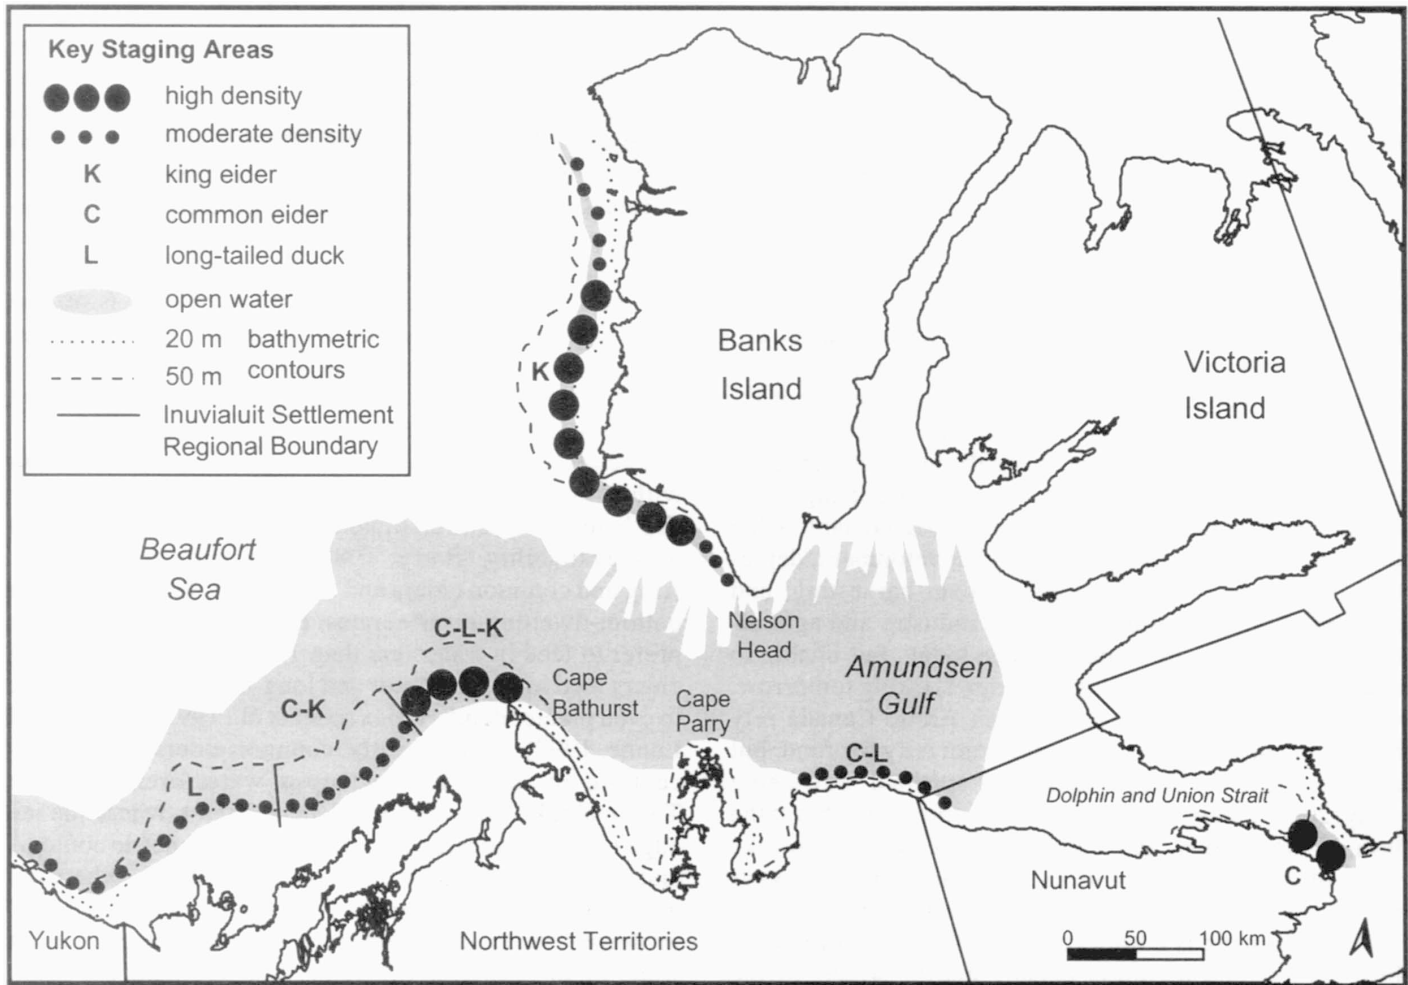 Key Staging Areas
high density
moderate density
K king eider
C common eider
L long-tailed duck
open water
20 m bathymetric
50 m contours
Inuvialuit Settlement
Regional Boundary
Banks
Island
Victoria
Island
K
Beaufort
Sea
Nelson
Head
C-L-K
Cape
Bathurst
Cape
Parry
Amundsen
Gulf
C-K
C-L
L
Dolphin and Union Strait
C
Nunavut
Yukon
Northwest Territories
0 50 100 km